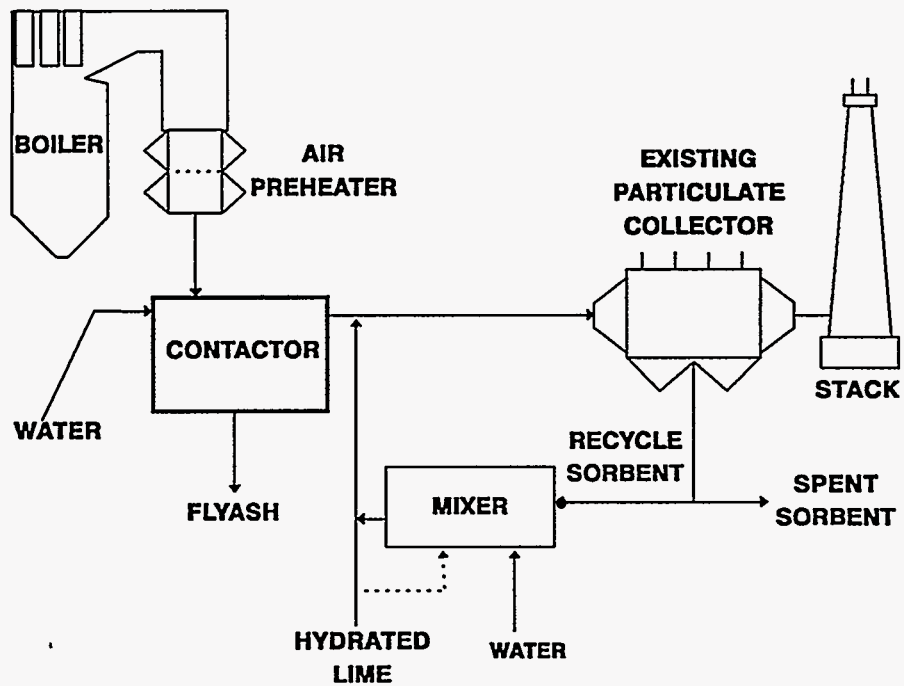 BOILER
AIR
PREHEATER
EXISTING
PARTICULATE
COLLECTOR
CONTACTOR
STACK
WATER
RECYCLE
SORBENT
FLYASH
MIXER
SPENT
SORBENT
HYDRATED
LIME
WATER